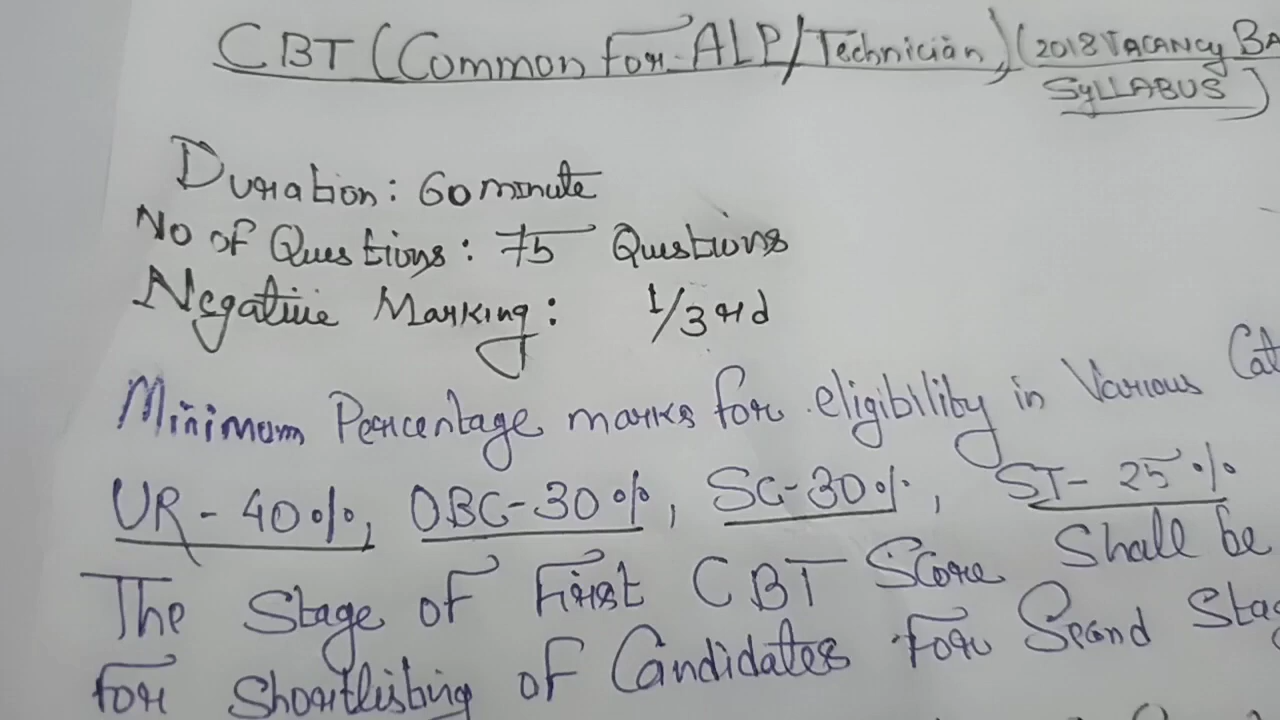 CBT (Common for ALP/Technician) (2018 VACANCY BA
SYLLABUS)
Duration: 60 minute
No of Questions: 75 Questions
Negative Marking: 1/3rd
Minimum Percentage marks for eligibility in Various Cat
UR - 40%, OBC - 30%, SC - 30%, ST - 25%
The Stage of First CBT Score Shall be
for Shortlisting of Candidates for Second Stag